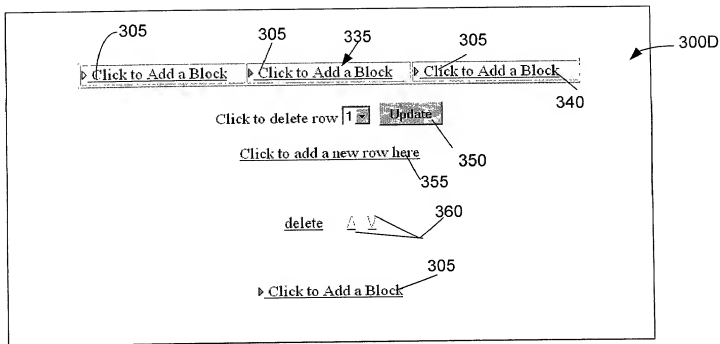 305 305 335 305 300D
Click to Add a Block Click to Add a Block Click to Add a Block
340
Click to delete row 1 Update
350
Click to add a new row here
355
delete Λ V 360
305
Click to Add a Block